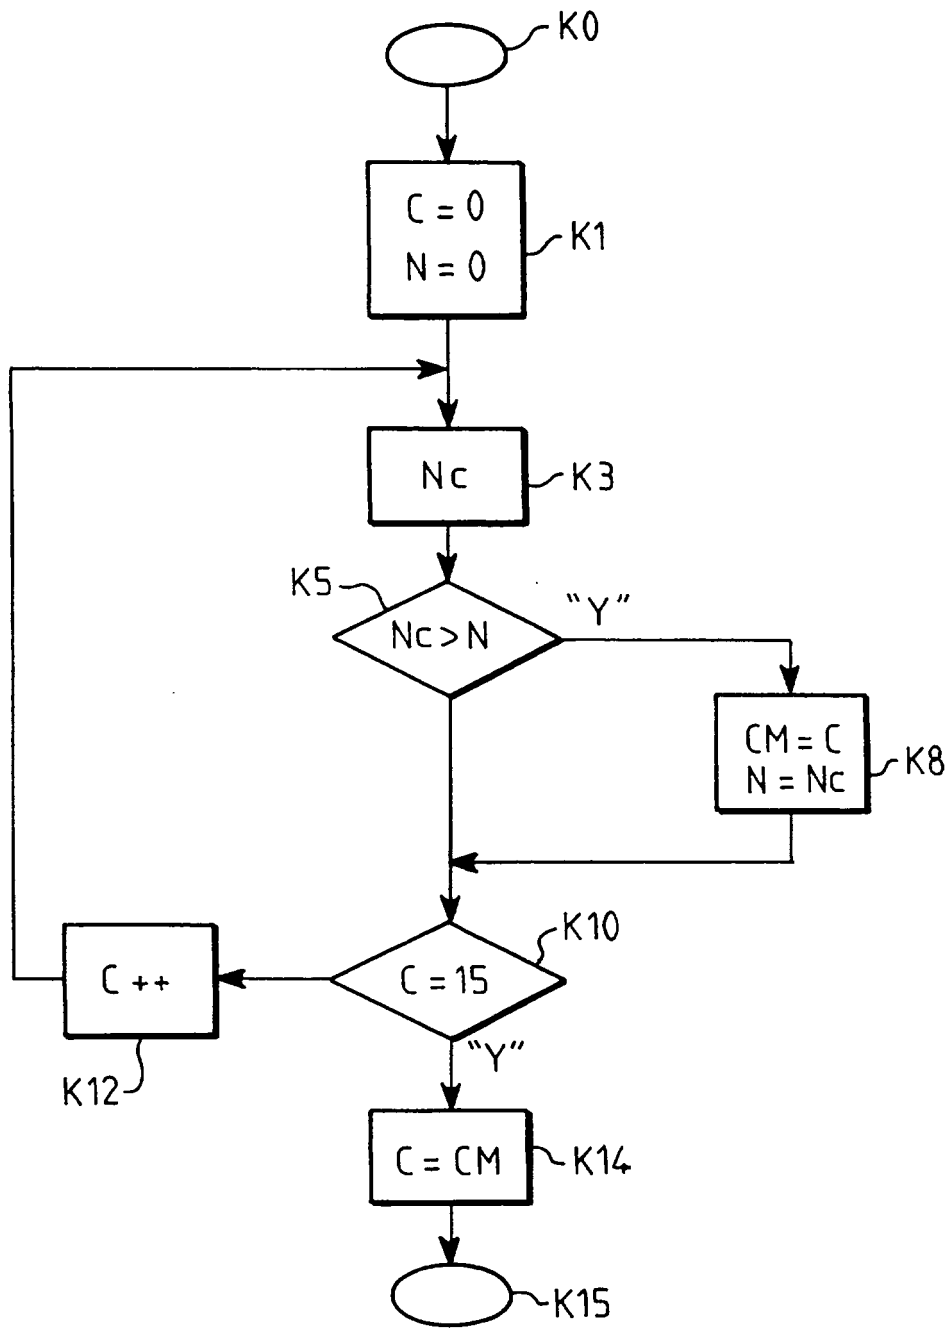 K0
C = 0
N = 0
K1
Nc
K3
K5
Nc > N
"Y"
CM = C
N = Nc
K8
K10
C = 15
C ++
K12
"Y"
C = CM
K14
K15